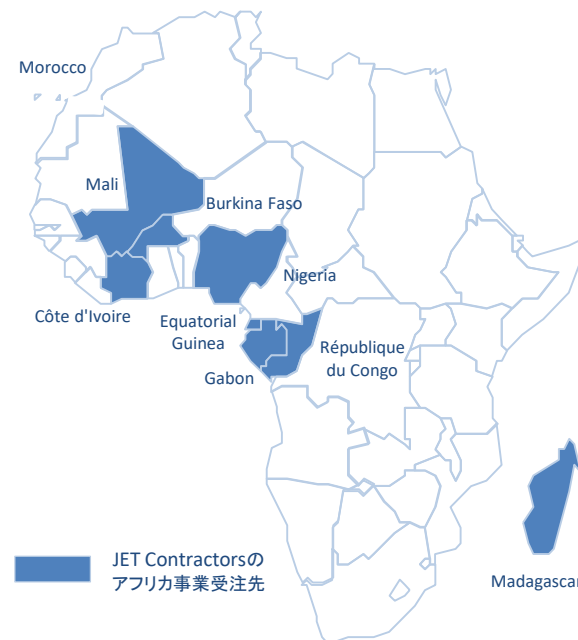 Morocco
Mali
Burkina Faso
Nigeria
Côte d'Ivoire
Equatorial
Guinea
Gabon
République
du Congo
JET Contractorsの
アフリカ事業受注先
Madagascar